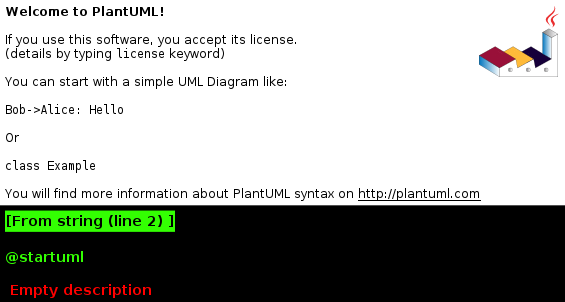 Welcome to PlantUML!
If you use this software, you accept its license.
(details by typing license keyword)
You can start with a simple UML Diagram like:
Bob->Alice: Hello
Or
class Example
You will find more information about PlantUML syntax on http://plantuml.com
[From string (line 2) ]
@startuml
Empty description